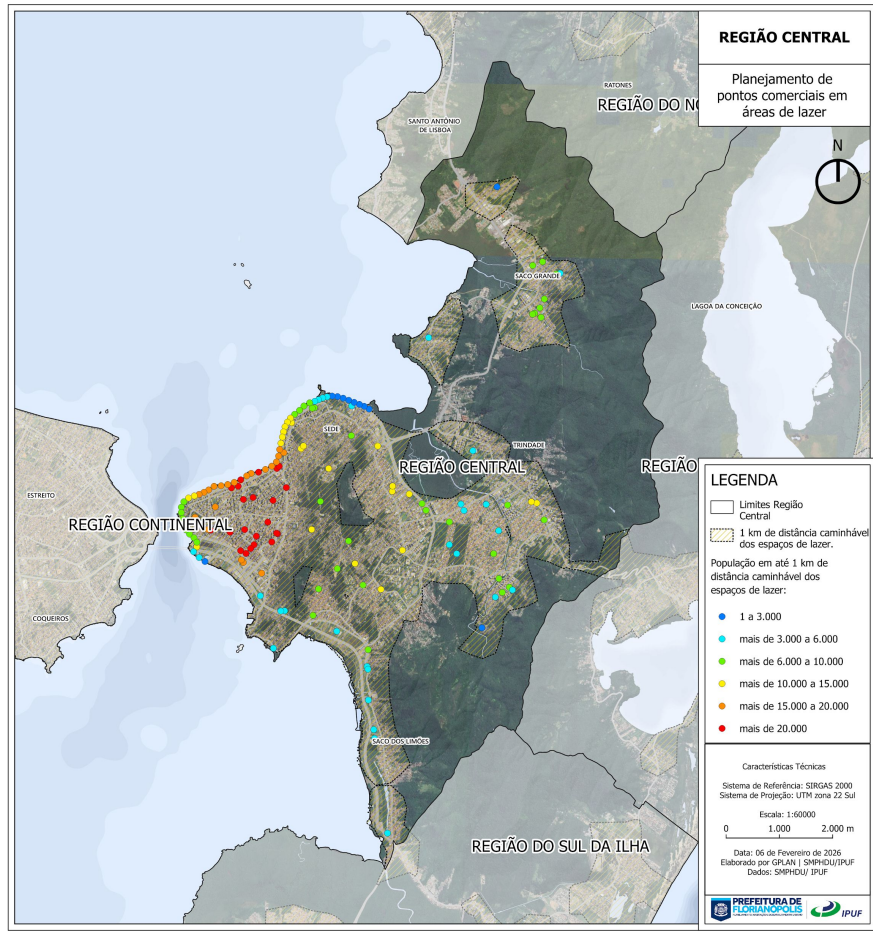 REGIÃO CENTRAL
Planejamento de
pontos comerciais em
áreas de lazer
RATONES
REGIÃO DO NO
SANTO ANTÔNIO
DE LISBOA
N
SACO GRANDE
LAGOA DA CONCEIÇÃO
SEDE
TRINDADE
REGIÃO CENTRAL
REGIÃO
ESTREITO
REGIÃO CONTINENTAL
COQUEIROS
SACO DOS LIMÕES
REGIÃO DO SUL DA ILHA
LEGENDA
Limites Região
Central
1 km de distância caminhável
dos espaços de lazer.
População em até 1 km de
distância caminhável dos
espaços de lazer:
1 a 3.000
mais de 3.000 a 6.000
mais de 6.000 a 10.000
mais de 10.000 a 15.000
mais de 15.000 a 20.000
mais de 20.000
Características Técnicas
Sistema de Referência: SIRGAS 2000
Sistema de Projeção: UTM zona 22 Sul
Escala: 1:60000
0 1.000 2.000 m
Data: 06 de Fevereiro de 2026
Elaborado por GPLAN | SMPHDU/IPUF
Dados: SMPHDU/ IPUF
PREFEITURA DE
FLORIANÓPOLIS
IPUF